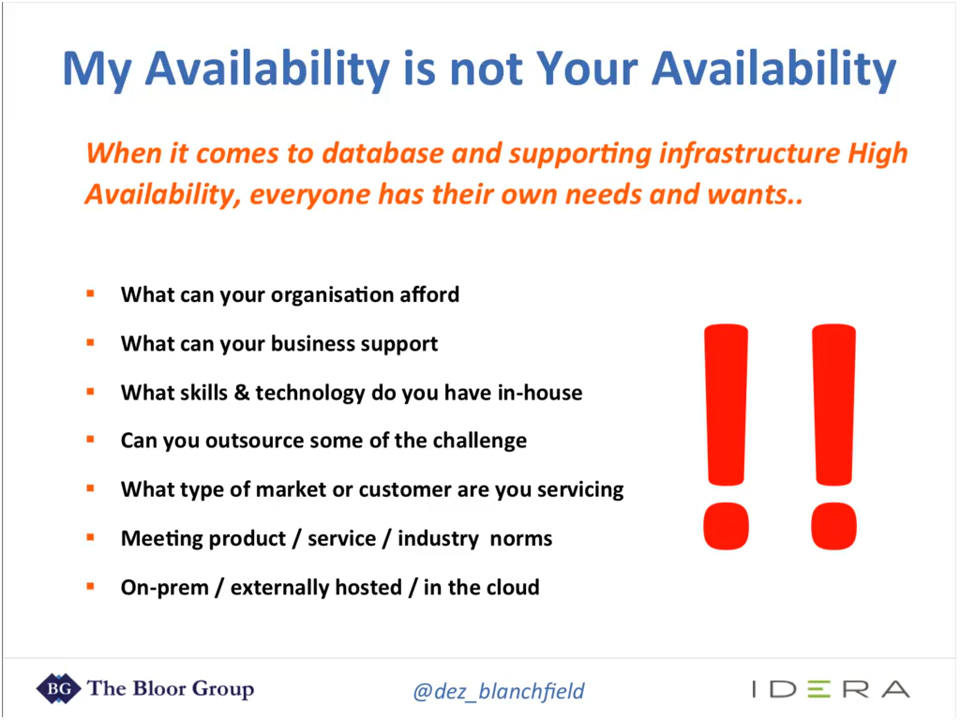 My Availability is not Your Availability
When it comes to database and supporting infrastructure High
Availability, everyone has their own needs and wants..
▪ What can your organisation afford
▪ What can your business support
▪ What skills & technology do you have in-house
▪ Can you outsource some of the challenge
▪ What type of market or customer are you servicing
▪ Meeting product / service / industry norms
▪ On-prem / externally hosted / in the cloud
!!
BG The Bloor Group
@dez_blanchfield
IDERA